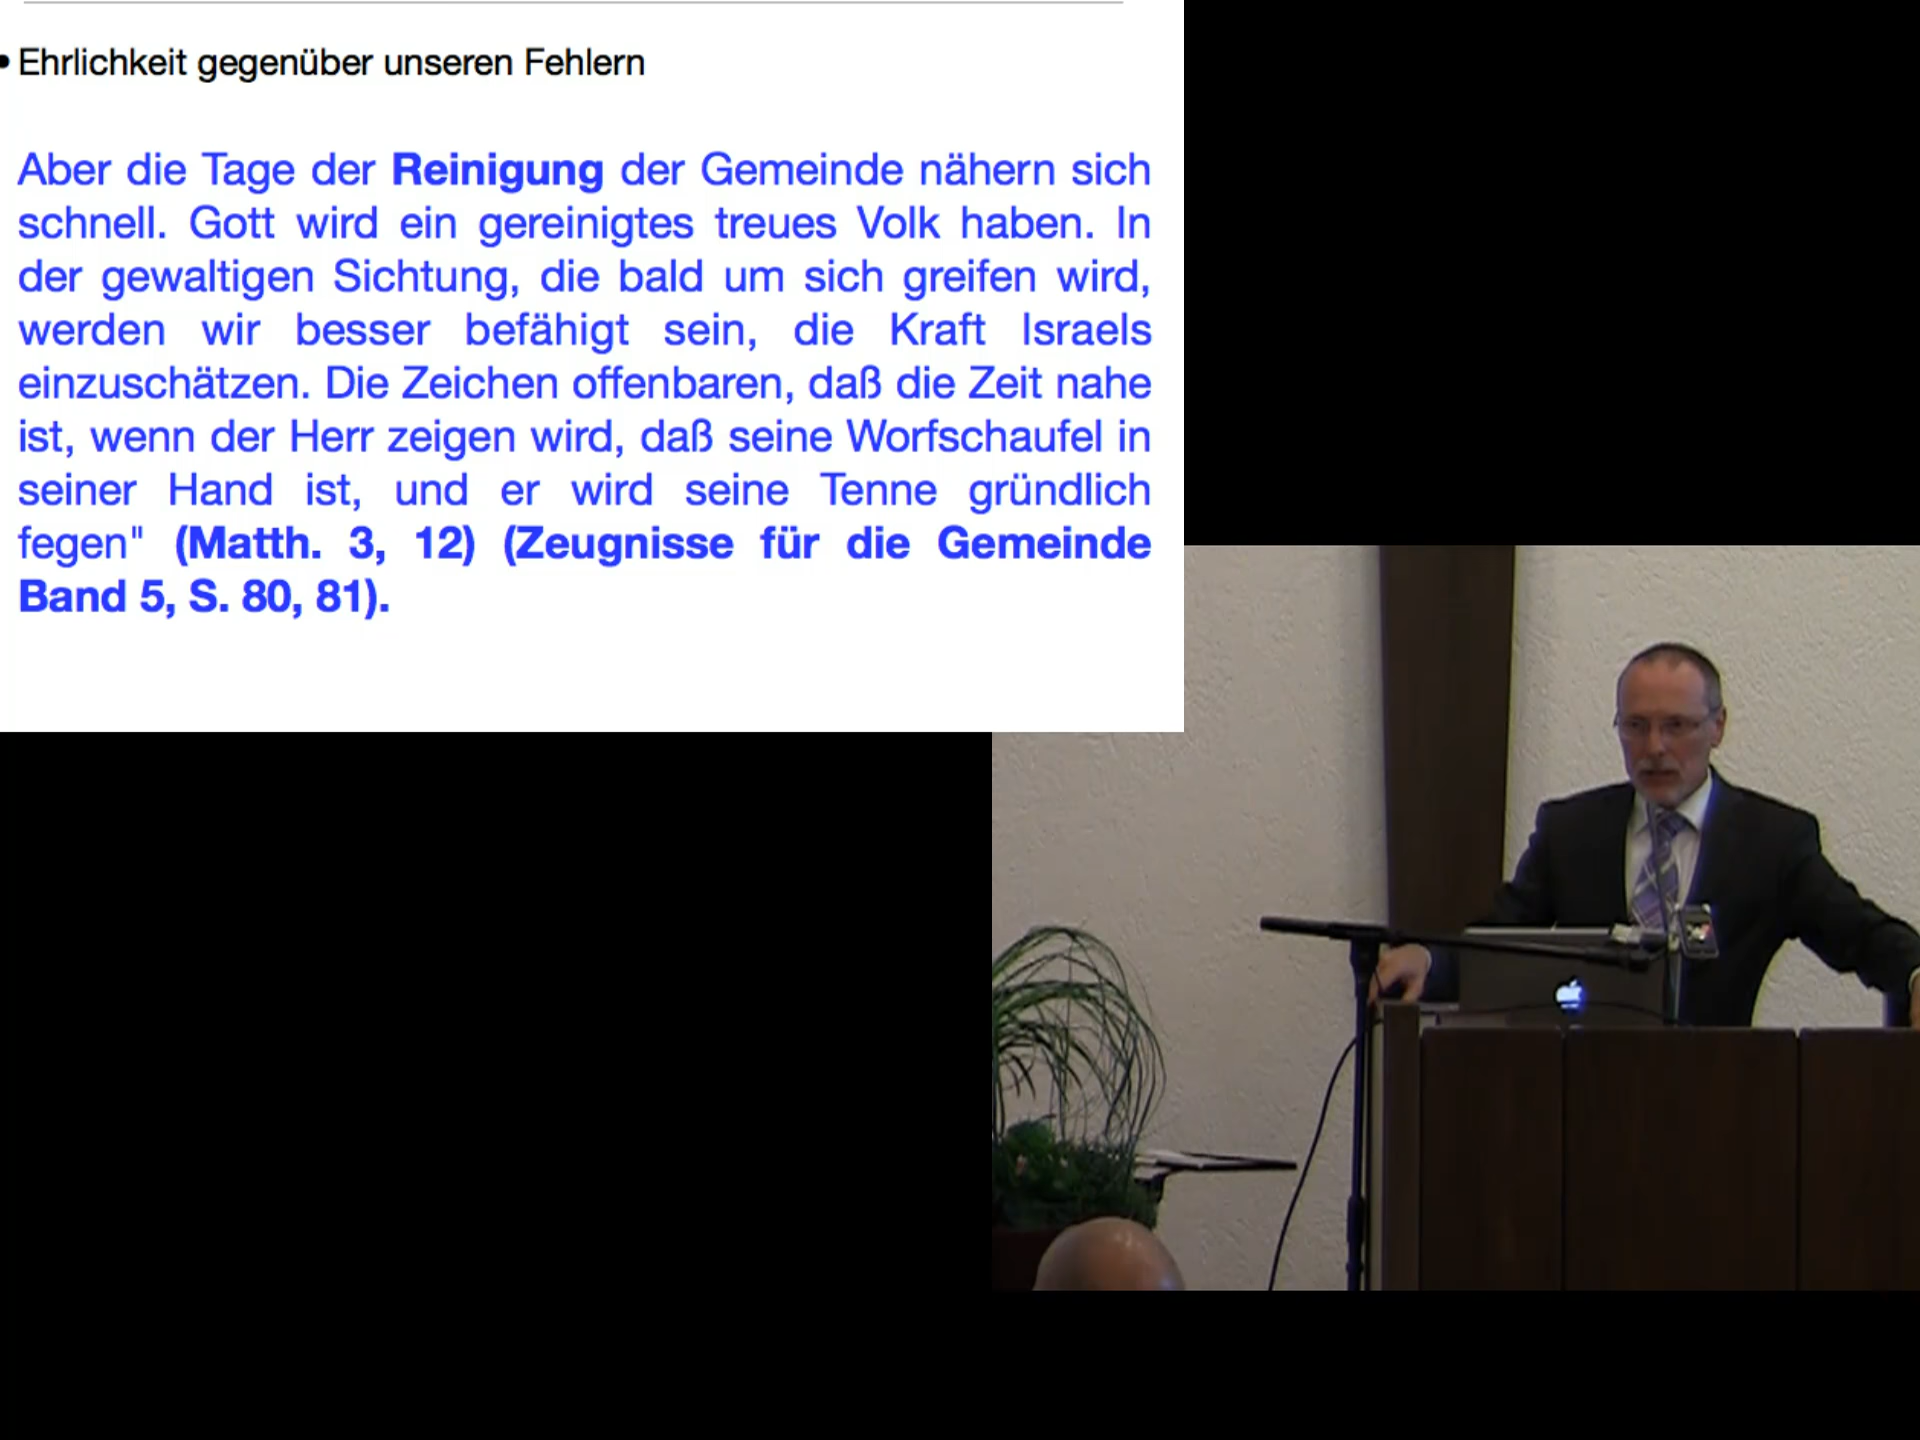 • Ehrlichkeit gegenüber unseren Fehlern
Aber die Tage der Reinigung der Gemeinde nähern sich
schnell. Gott wird ein gereinigtes treues Volk haben. In
der gewaltigen Sichtung, die bald um sich greifen wird,
werden wir besser befähigt sein, die Kraft Israels
einzuschätzen. Die Zeichen offenbaren, daß die Zeit nahe
ist, wenn der Herr zeigen wird, daß seine Worfschaufel in
seiner Hand ist, und er wird seine Tenne gründlich
fegen" (Matth. 3, 12) (Zeugnisse für die Gemeinde
Band 5, S. 80, 81).